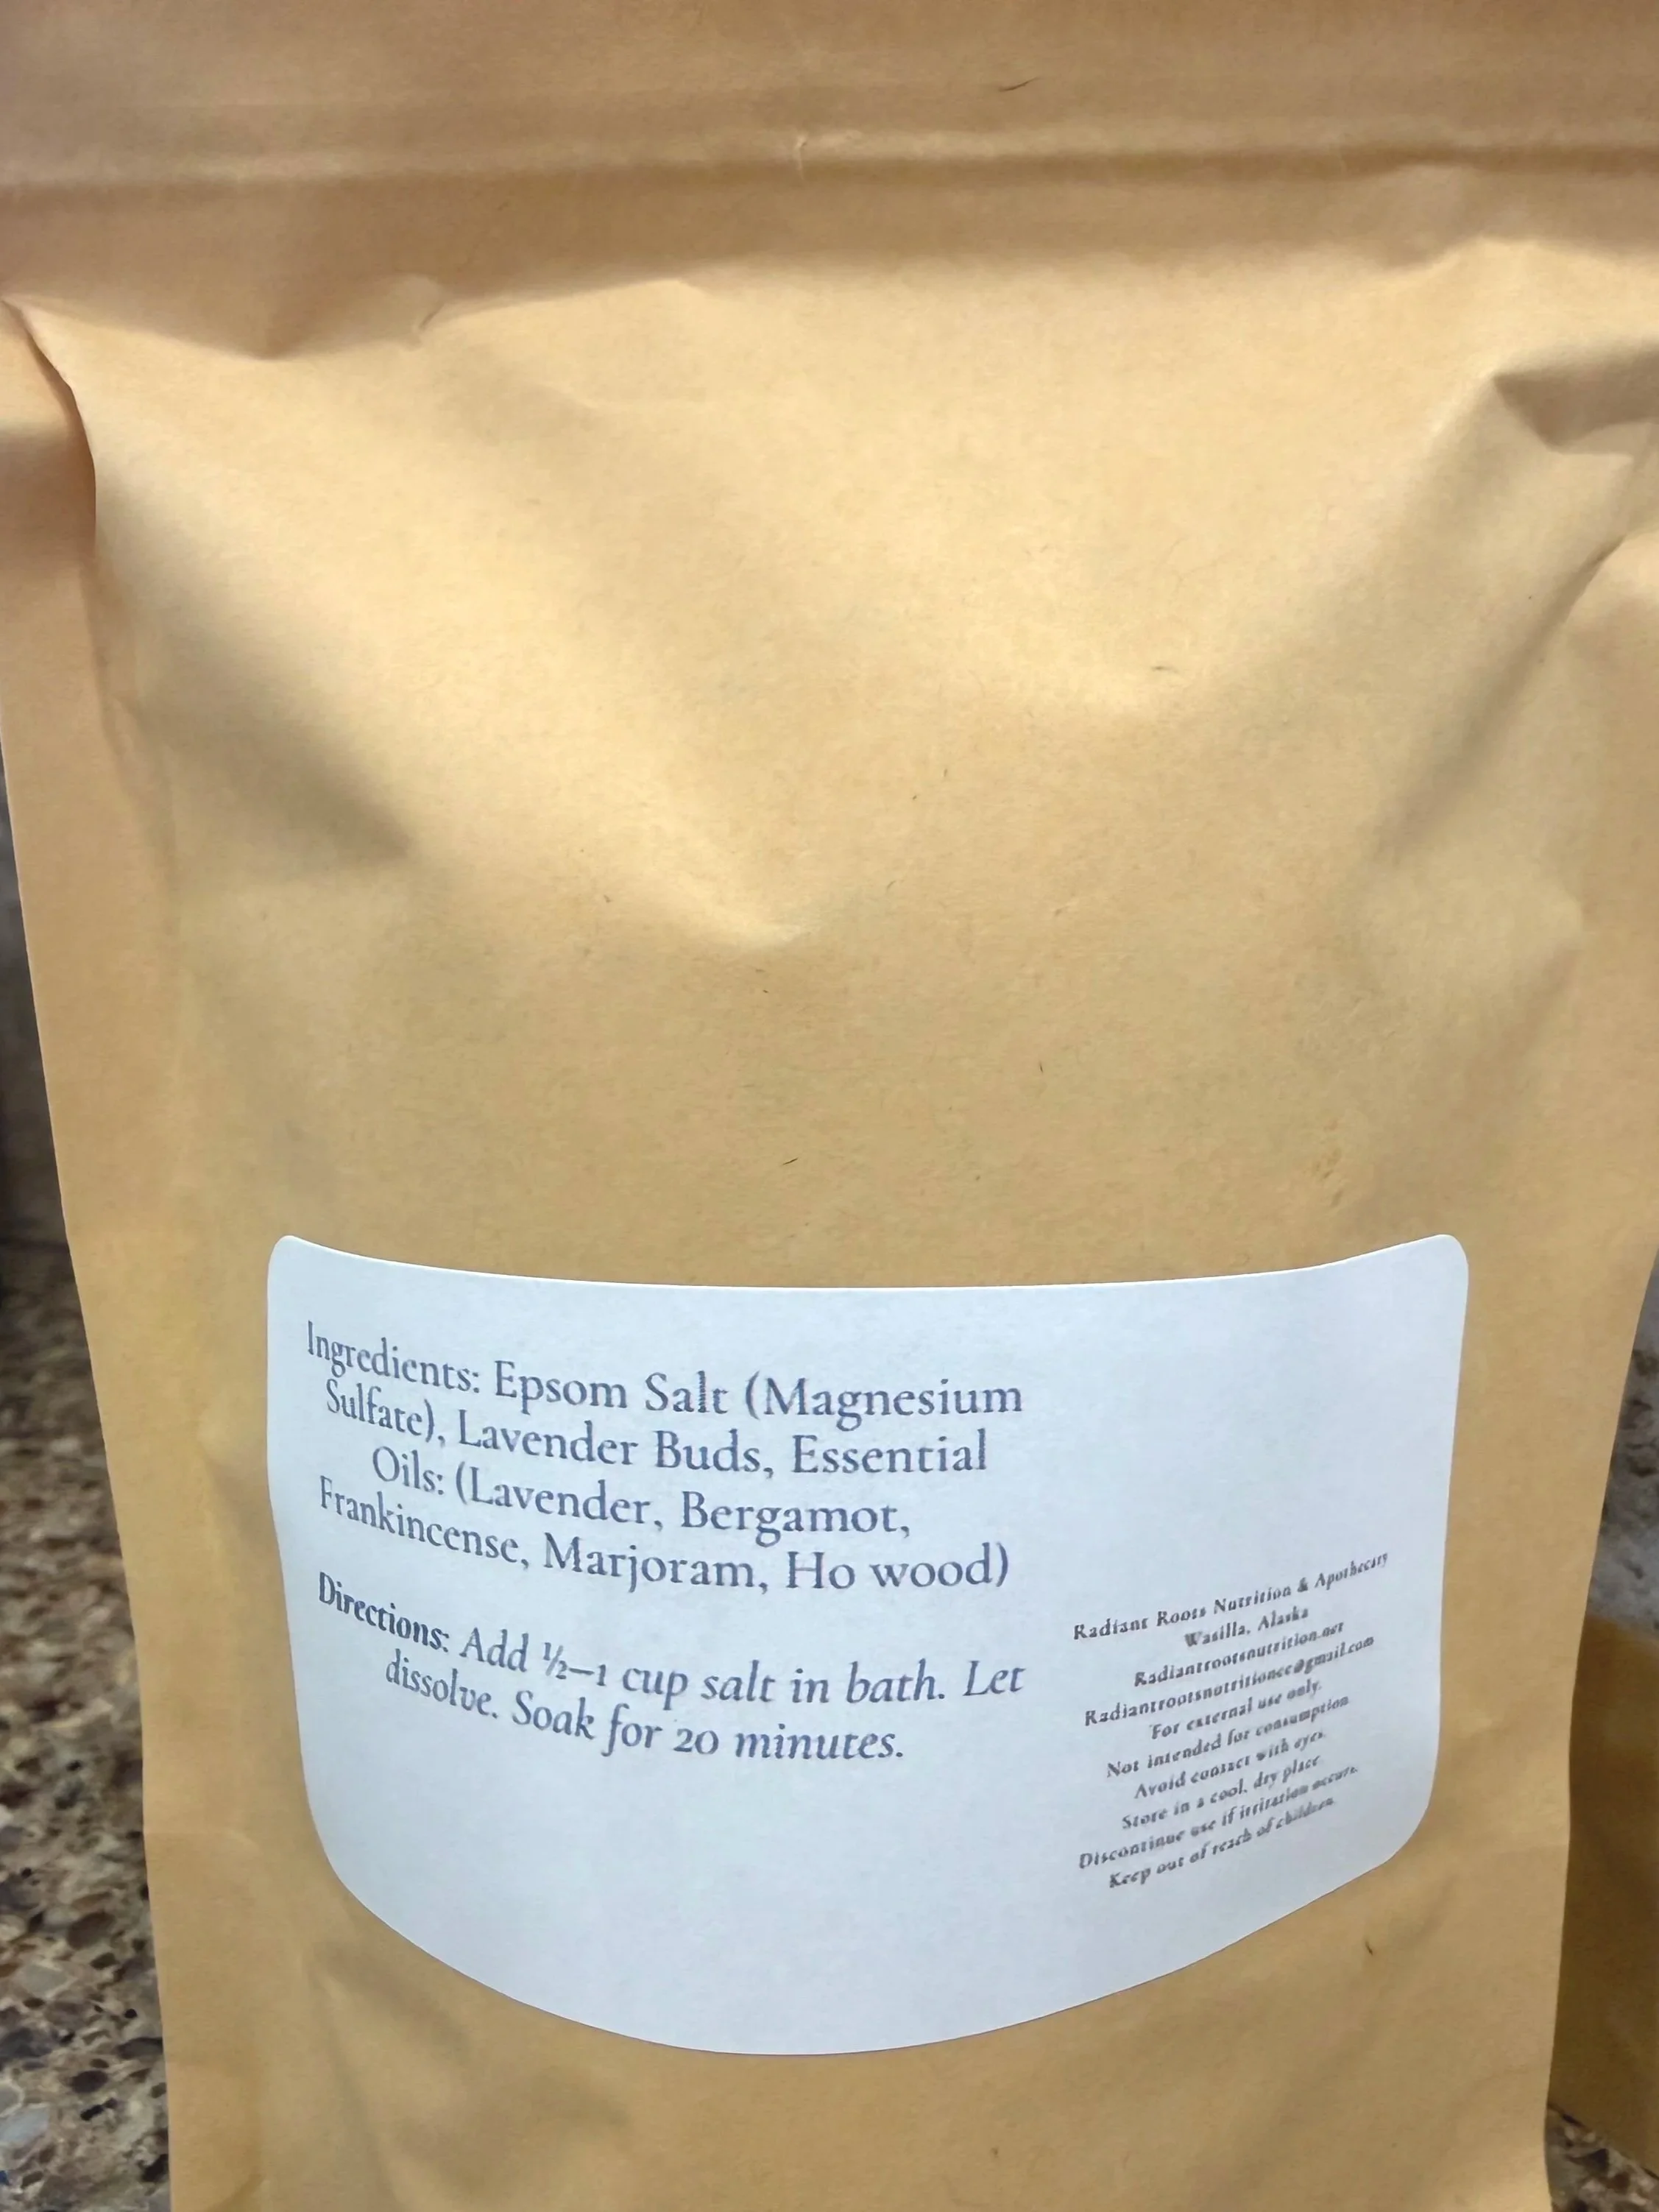 Ingredients: Epsom Salt (Magnesium
Sulfate), Lavender Buds, Essential
Oils: (Lavender, Bergamot,
Frankincense, Marjoram, Ho wood)
Directions: Add ½–1 cup salt in bath. Let
dissolve. Soak for 20 minutes.
Radiant Roots Nutrition & Apothecary
Wasilla, Alaska
Radiantrootsnutrition.net
Radiantrootsnutritioncc@gmail.com
For external use only.
Not intended for consumption
Avoid contact with eyes.
Store in a cool, dry place.
Discontinue use if irritation occurs.
Keep out of reach of children.